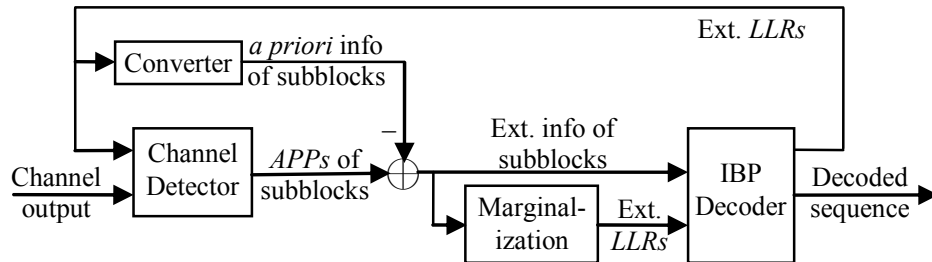 Ext. LLRs
a priori info
of subblocks
Converter
–
Channel
output
Channel
Detector
APPs of
subblocks
Ext. info of
subblocks
Marginal-
ization
Ext.
LLRs
IBP
Decoder
Decoded
sequence